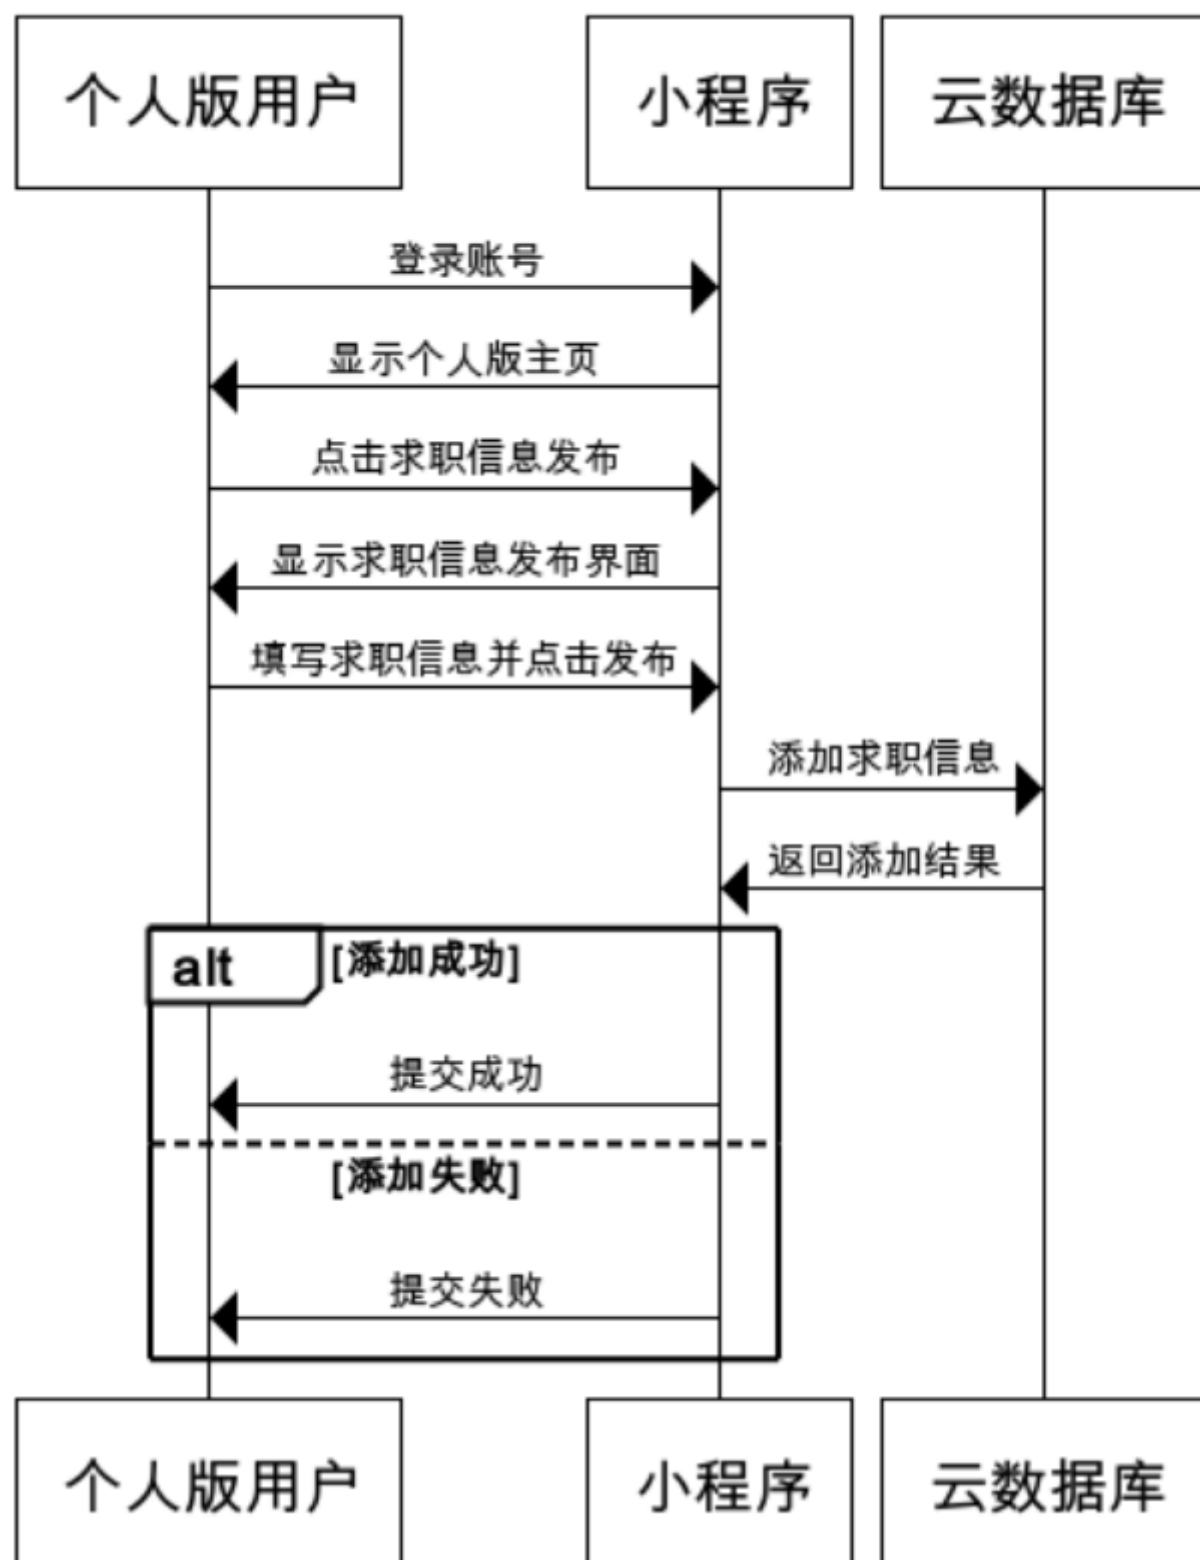 个人版用户
小程序
云数据库
登录账号
显示个人版主页
点击求职信息发布
显示求职信息发布界面
填写求职信息并点击发布
添加求职信息
返回添加结果
alt
[添加成功]
提交成功
[添加失败]
提交失败
个人版用户
小程序
云数据库